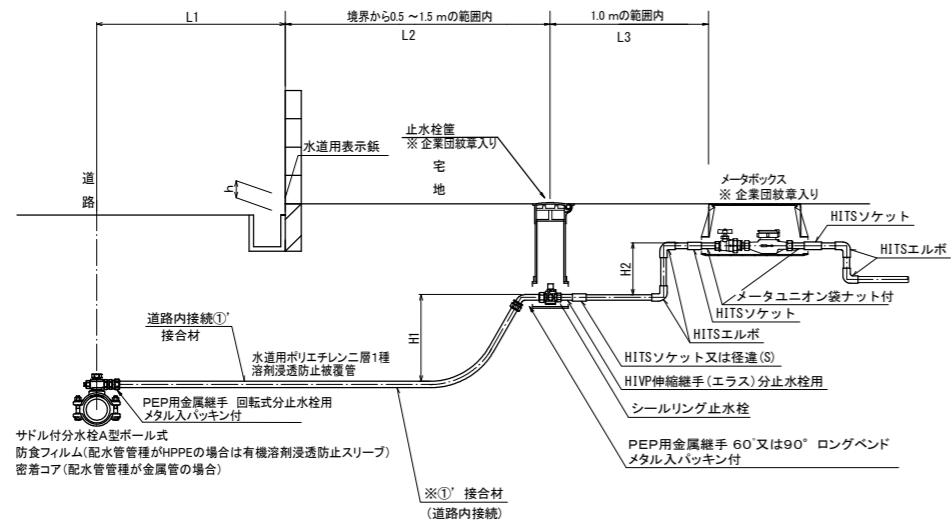 L1
境界から0.5 ～1.5 mの範囲内
L2
1.0 mの範囲内
L3
止水栓筐
※ 企業団紋章入り
水道用表示鋲
宅
地
道
路
h
メータボックス
※ 企業団紋章入り
HITSソケット
HITSエルボ
H2
メータユニオン袋ナット付
HITSソケット
HITSエルボ
H1
道路内接続①’
接合材
水道用ポリエチレン二層1種
溶剤浸透防止被覆管
HITSソケット又は径違(S)
HIVP伸縮継手(エラス)分止水栓用
シールリング止水栓
PEP用金属継手 回転式分止水栓用
メタル入パッキン付
PEP用金属継手 60°又は90° ロングベンド
メタル入パッキン付
サドル付分水栓A型ボール式
防食フィルム(配水管管種がHPPEの場合は有機溶剤浸透防止スリーブ)
密着コア(配水管管種が金属管の場合)
※①’ 接合材
(道路内接続)